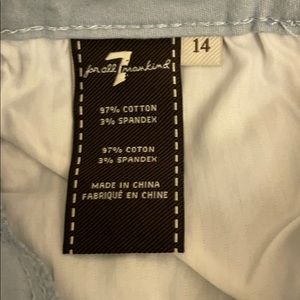 for all 7 mankind
14
97% COTTON
3% SPANDEX
97% COTON
3% SPANDEX
MADE IN CHINA
FABRIQUÉ EN CHINE